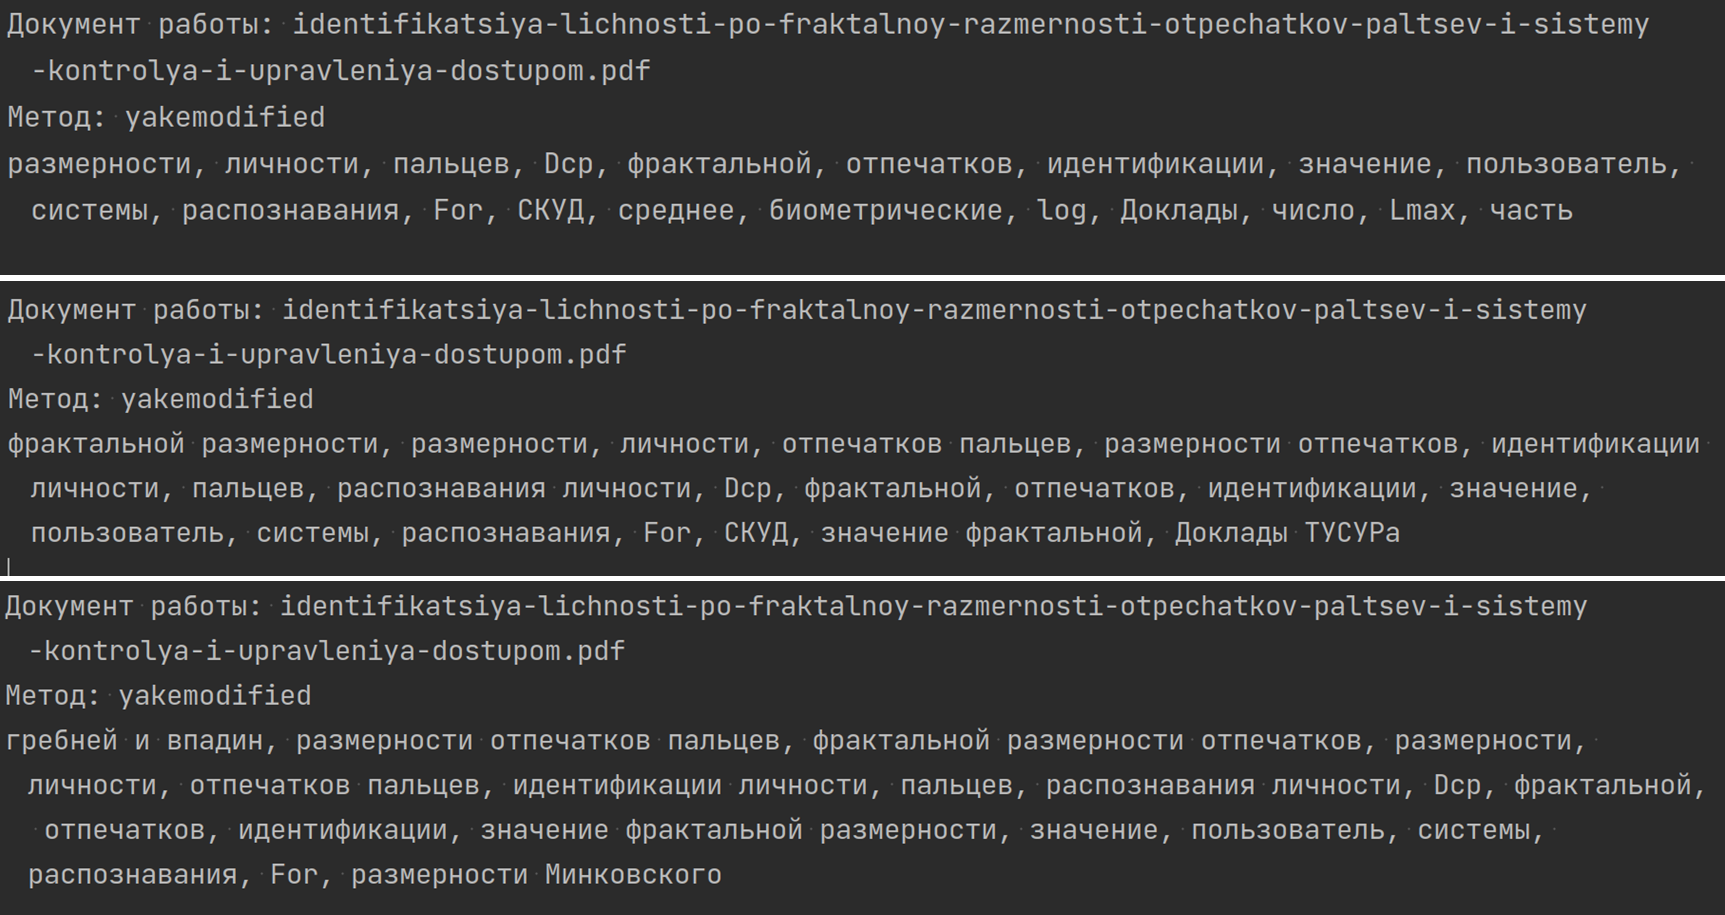 Документ работы: identifikatsiya-lichnosti-po-fraktalnoy-razmernosti-otpechatkov-paltsev-i-sistemy
-kontrolya-i-upravleniya-dostupom.pdf
Метод: yakemodified
размерности, личности, пальцев, Dср, фрактальной, отпечатков, идентификации, значение, пользователь,
системы, распознавания, For, СКУД, среднее, биометрические, log, Доклады, число, Lmax, часть
Документ работы: identifikatsiya-lichnosti-po-fraktalnoy-razmernosti-otpechatkov-paltsev-i-sistemy
-kontrolya-i-upravleniya-dostupom.pdf
Метод: yakemodified
фрактальной размерности, размерности, личности, отпечатков пальцев, размерности отпечатков, идентификации
личности, пальцев, распознавания личности, Dср, фрактальной, отпечатков, идентификации, значение,
пользователь, системы, распознавания, For, СКУД, значение фрактальной, Доклады ТУСУРа
Документ работы: identifikatsiya-lichnosti-po-fraktalnoy-razmernosti-otpechatkov-paltsev-i-sistemy
-kontrolya-i-upravleniya-dostupom.pdf
Метод: yakemodified
гребней и впадин, размерности отпечатков пальцев, фрактальной размерности отпечатков, размерности,
личности, отпечатков пальцев, идентификации личности, пальцев, распознавания личности, Dср, фрактальной,
отпечатков, идентификации, значение фрактальной размерности, значение, пользователь, системы,
распознавания, For, размерности Минковского